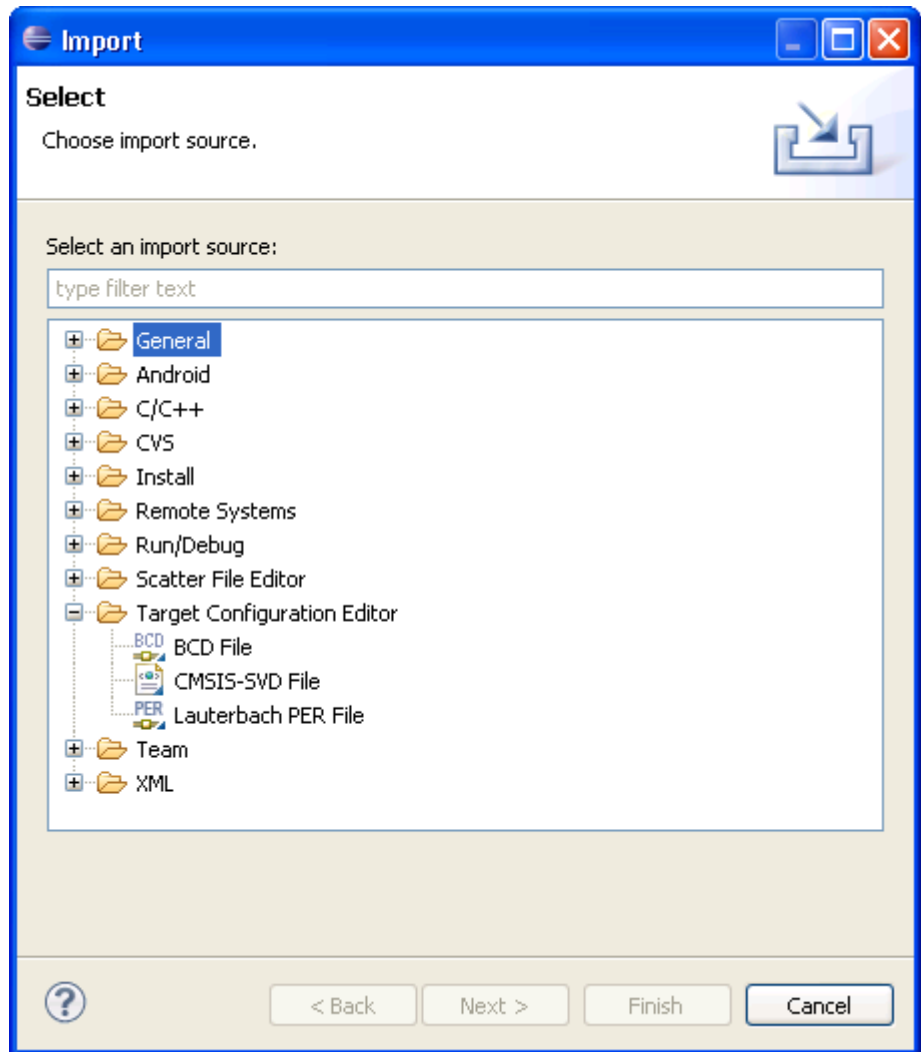 Import
Select
Choose import source.
Select an import source:
type filter text
General
Android
C/C++
CVS
Install
Remote Systems
Run/Debug
Scatter File Editor
Target Configuration Editor
BCD BCD File
CMSIS-SVD File
PER Lauterbach PER File
Team
XML
? < Back Next > Finish Cancel